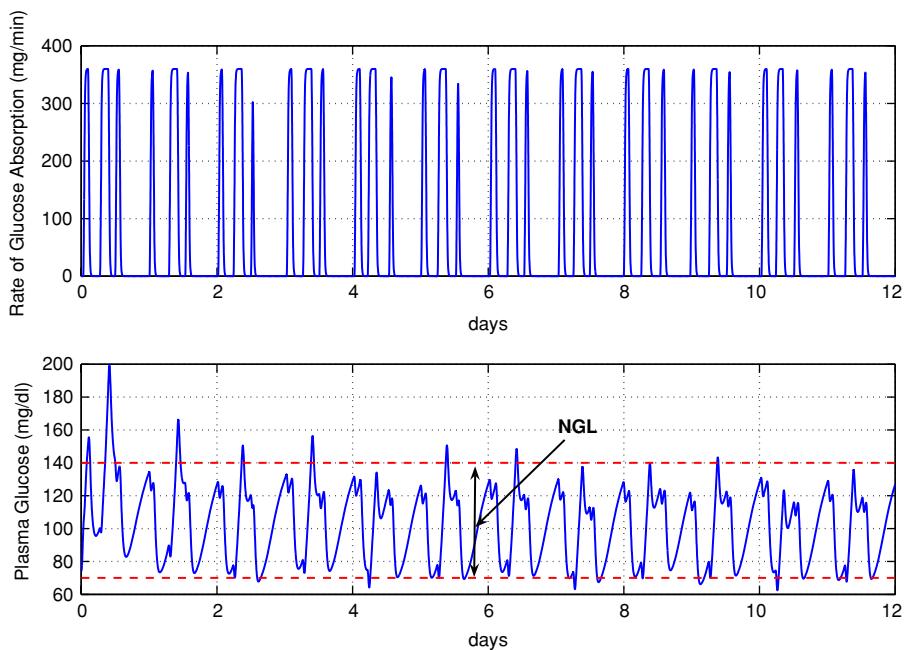 Rate of Glucose Absorption (mg/min)
400
300
200
100
0
0 2 4 6 8 10 12
days
Plasma Glucose (mg/dl)
200
180
160
140
120
100
80
60
NGL
0 2 4 6 8 10 12
days